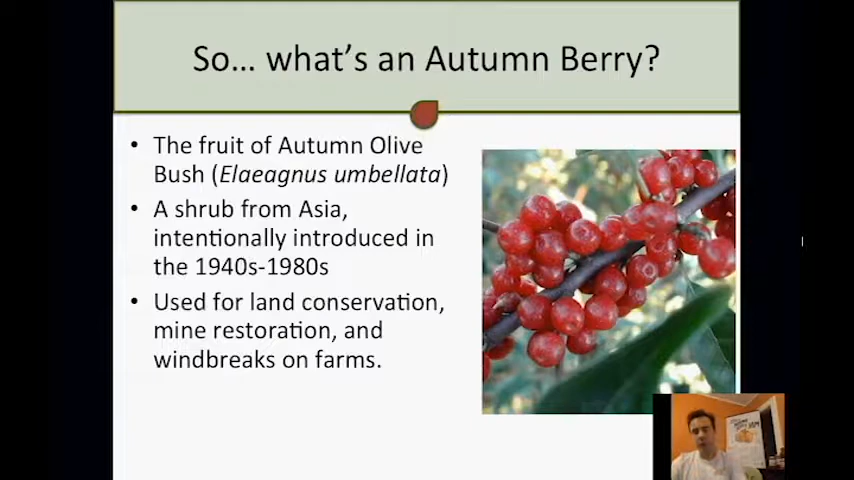 So... what's an Autumn Berry?
• The fruit of Autumn Olive
Bush (Elaeagnus umbellata)
• A shrub from Asia,
intentionally introduced in
the 1940s-1980s
• Used for land conservation,
mine restoration, and
windbreaks on farms.